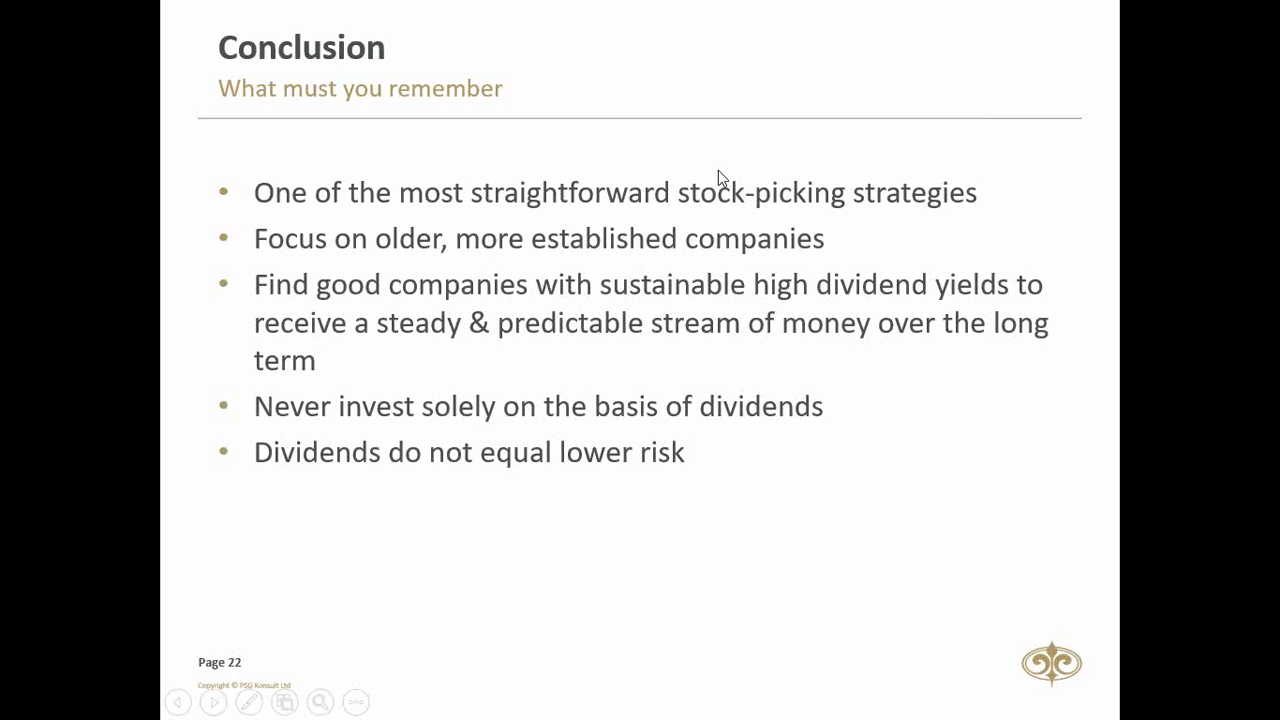 Conclusion
What must you remember
• One of the most straightforward stock-picking strategies
• Focus on older, more established companies
• Find good companies with sustainable high dividend yields to
receive a steady & predictable stream of money over the long
term
• Never invest solely on the basis of dividends
• Dividends do not equal lower risk
Page 22
Copyright © PSG Konsult Ltd